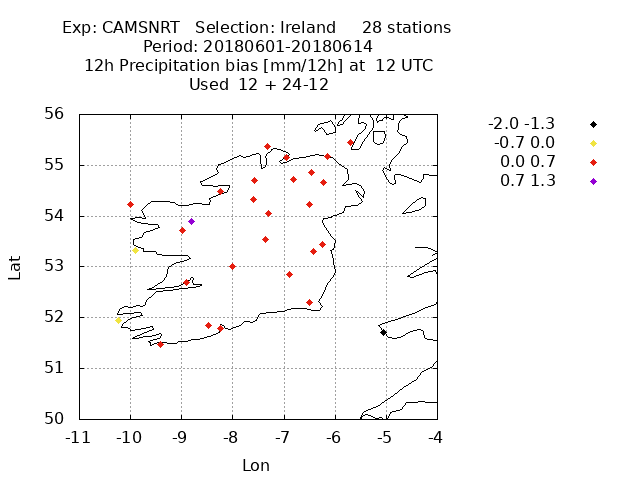 Exp: CAMSNRT Selection: Ireland 28 stations
Period: 20180601-20180614
12h Precipitation bias [mm/12h] at 12 UTC
Used 12 + 24-12
-2.0 -1.3
-0.7 0.0
0.0 0.7
0.7 1.3
56
55
54
53
52
51
50
Lat
-11 -10 -9 -8 -7 -6 -5 -4
Lon